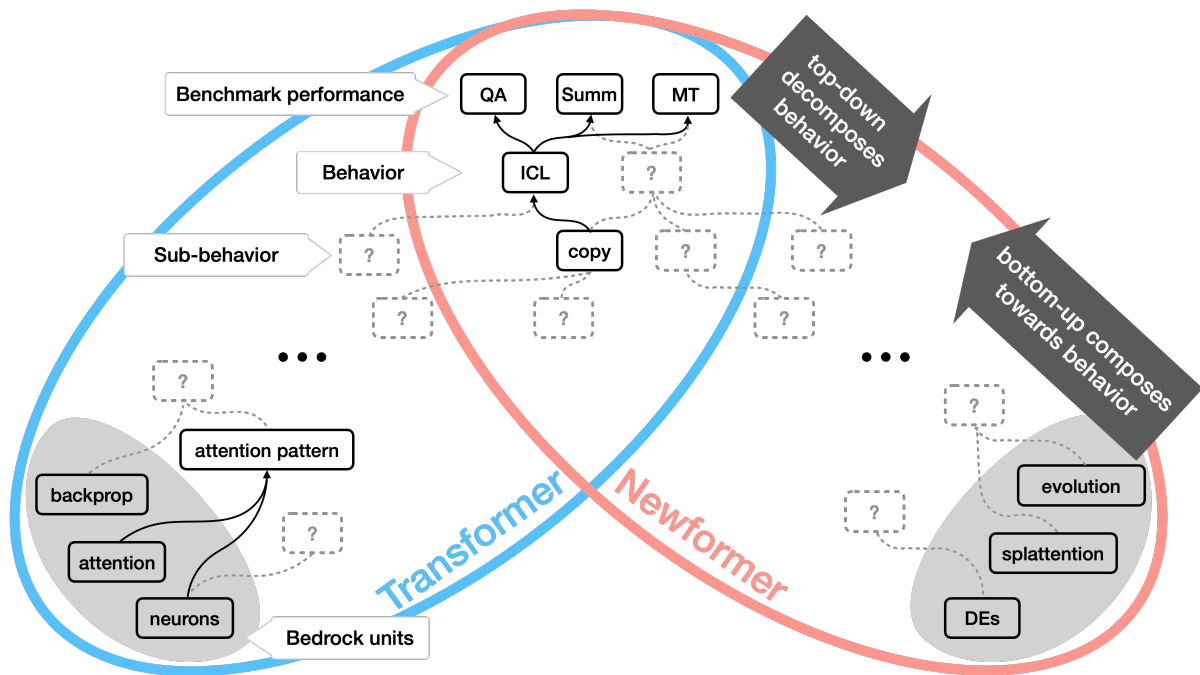 Benchmark performance
QA
Summ
MT
top-down
decomposes
behavior
Behavior
ICL
?
Sub-behavior
?
copy
?
?
?
?
?
bottom-up composes
towards behavior
•••
•••
?
?
attention pattern
backprop
evolution
?
?
attention
splattention
neurons
DEs
Bedrock units
Transformer
Newformer